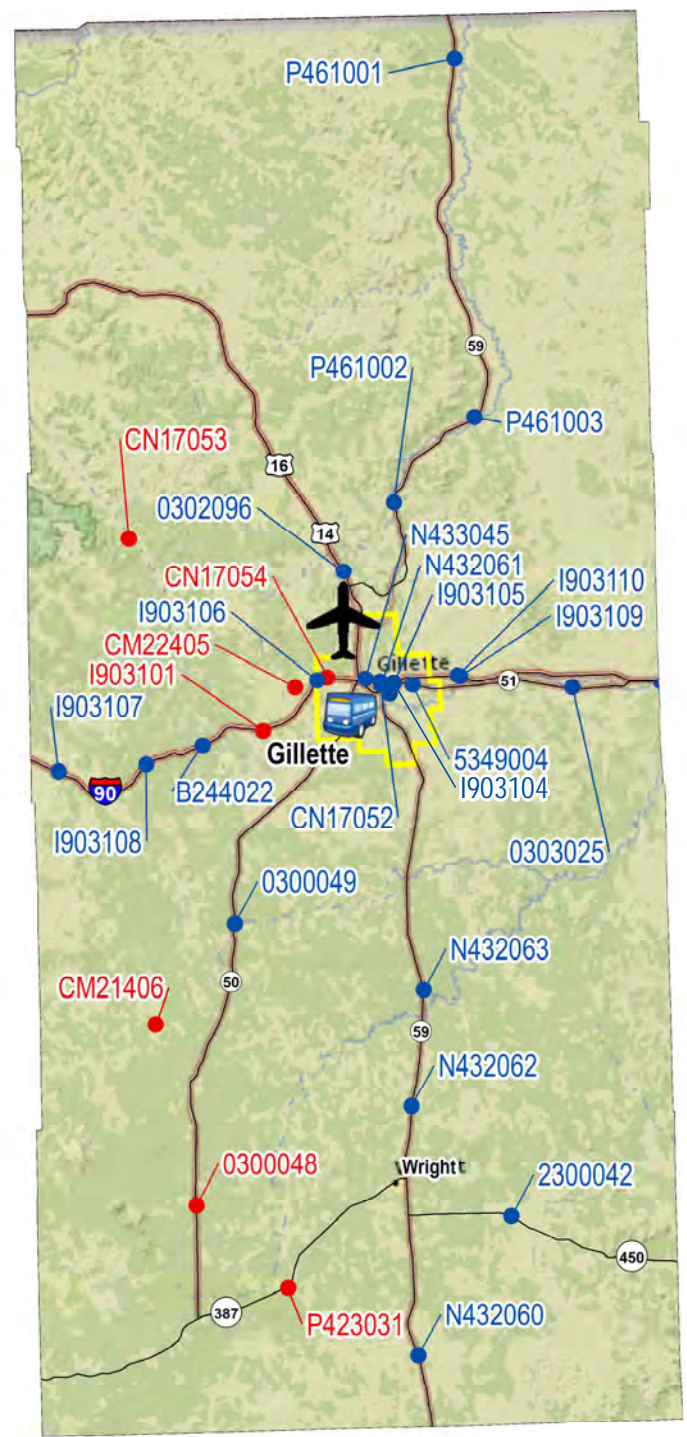 P461001
59
P461002
P461003
CN17053
16
0302096
14
N433045
N432061
CN17054
I903105
I903110
I903106
I903109
CM22405
Gillette
I903101
51
I903107
Gillette
5349004
90
B244022
I903104
CN17052
I903108
0303025
0300049
N432063
50
CM21406
59
N432062
Wright
0300048
2300042
450
387
P423031
N432060